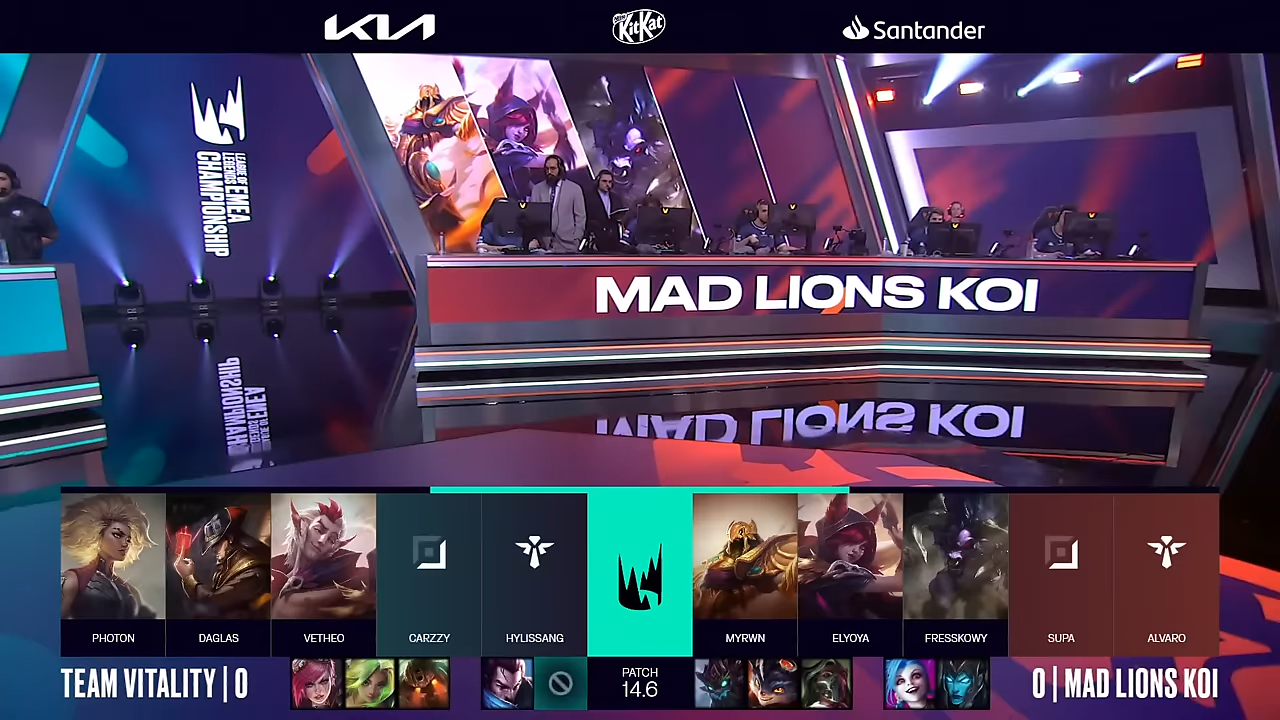 KIA
Nestlé
KitKat
Santander
LEAGUE OF
LEGENDS EMEA
CHAMPIONSHIP
MAD LIONS KOI
PHOTON
DAGLAS
VETHEO
CARZZY
HYLISSANG
MYRWN
ELYOYA
FRESSKOWY
SUPA
ALVARO
TEAM VITALITY | 0
PATCH
14.6
0 | MAD LIONS KOI